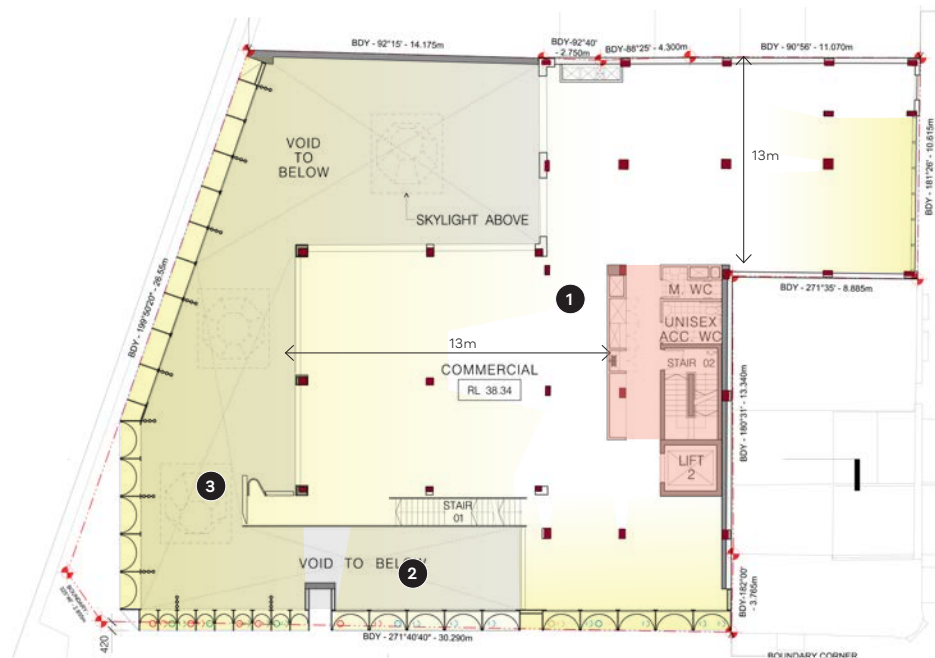 BDY - 92°15' - 14.175m
BDY-92°40'
- 2.750m
BDY-88°25' - 4.300m
BDY - 90°56' - 11.070m
VOID
TO
BELOW
13m
BDY - 181°26' - 10.615m
SKYLIGHT ABOVE
M. WC
BDY - 271°35' - 8.885m
1
UNISEX
ACC. WC
BDY - 199°50'20" - 26.55m
13m
STAIR 02
COMMERCIAL
RL 38.34
BDY - 180°31' - 13.340m
LIFT
2
3
STAIR
01
VOID TO BELOW
2
BDY-182°00'
- 3.765m
BOUNDARY
420
BDY - 271°40'40" - 30.290m
BOUNDARY CORNER